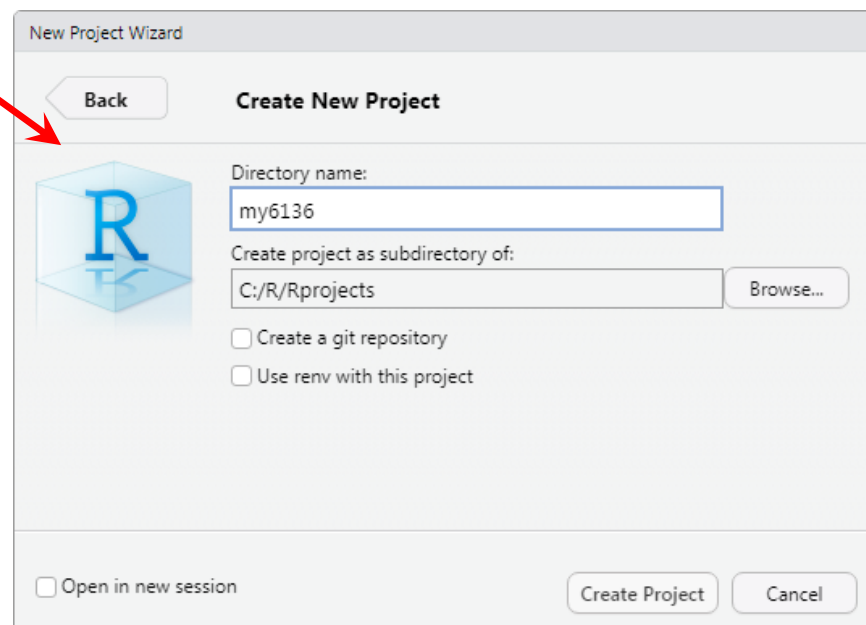 New Project Wizard
Back
Create New Project
R
Directory name:
my6136
Create project as subdirectory of:
C:/R/Rprojects
Browse...
Create a git repository
Use renv with this project
Open in new session
Create Project
Cancel